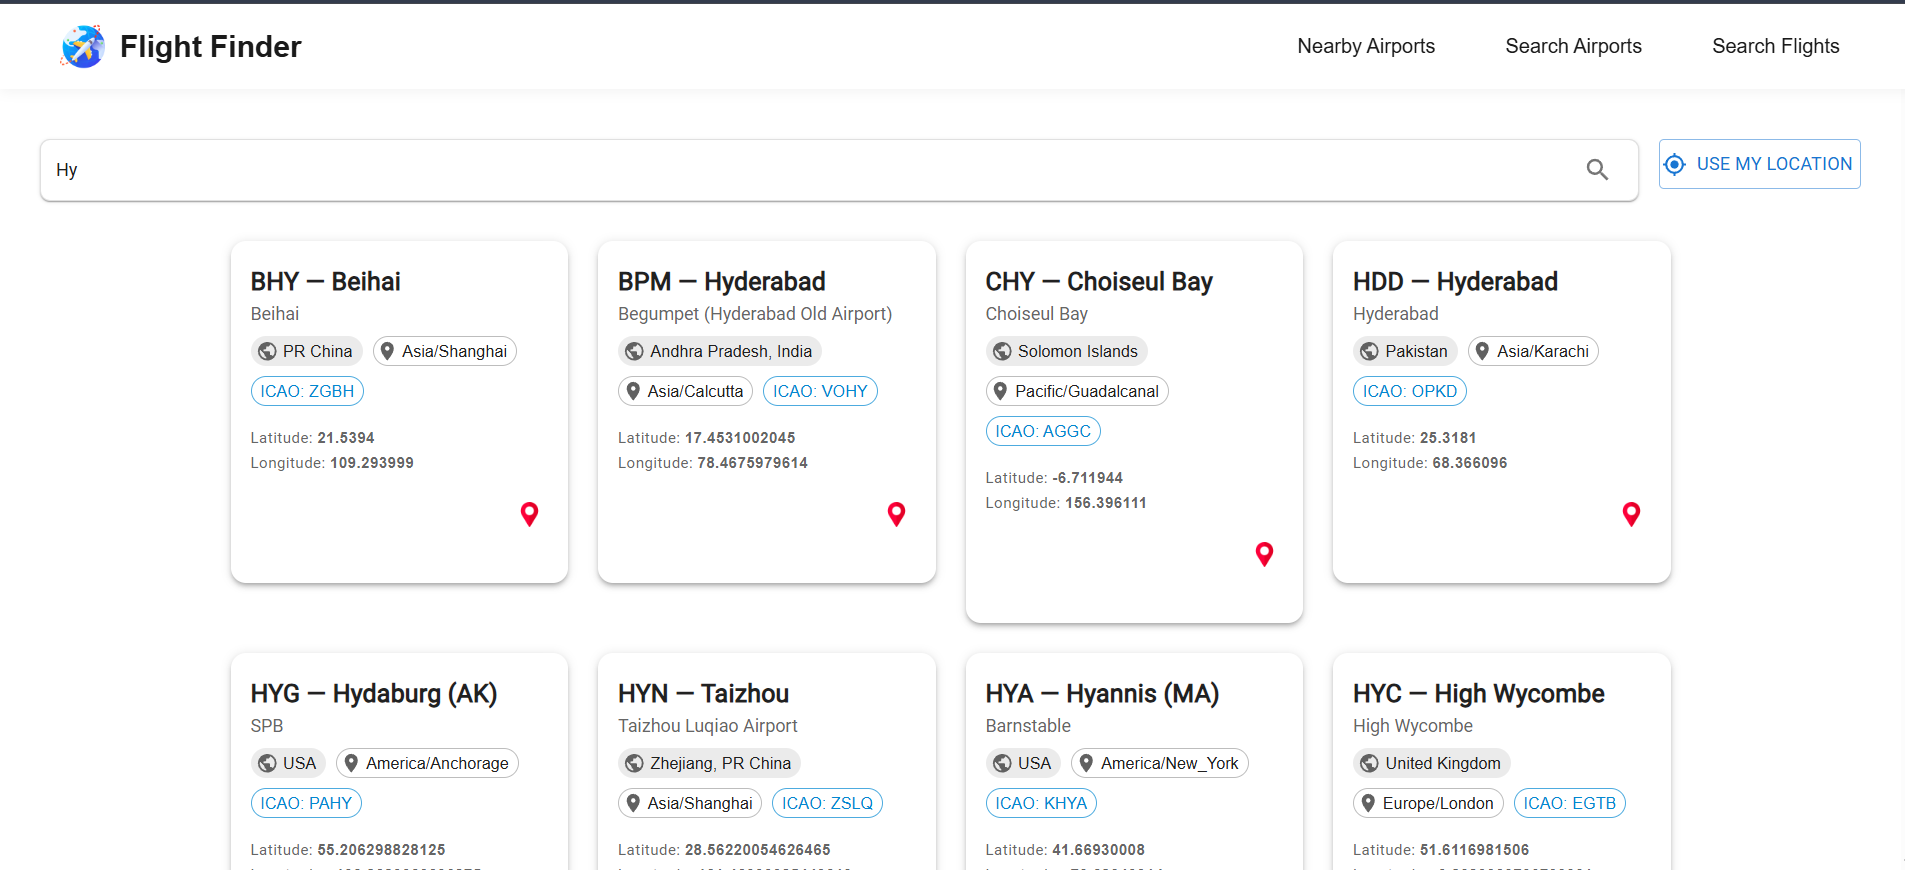 Flight Finder
Nearby Airports
Search Airports
Search Flights
Hy
USE MY LOCATION
BHY — Beihai
Beihai
PR China
Asia/Shanghai
ICAO: ZGBH
Latitude: 21.5394
Longitude: 109.293999
BPM — Hyderabad
Begumpet (Hyderabad Old Airport)
Andhra Pradesh, India
Asia/Calcutta
ICAO: VOHY
Latitude: 17.4531002045
Longitude: 78.4675979614
CHY — Choiseul Bay
Choiseul Bay
Solomon Islands
Pacific/Guadalcanal
ICAO: AGGC
Latitude: -6.711944
Longitude: 156.396111
HDD — Hyderabad
Hyderabad
Pakistan
Asia/Karachi
ICAO: OPKD
Latitude: 25.3181
Longitude: 68.366096
HYG — Hydaburg (AK)
SPB
USA
America/Anchorage
ICAO: PAHY
Latitude: 55.206298828125
HYN — Taizhou
Taizhou Luqiao Airport
Zhejiang, PR China
Asia/Shanghai
ICAO: ZSLQ
Latitude: 28.56220054626465
HYA — Hyannis (MA)
Barnstable
USA
America/New_York
ICAO: KHYA
Latitude: 41.66930008
HYC — High Wycombe
High Wycombe
United Kingdom
Europe/London
ICAO: EGTB
Latitude: 51.6116981506